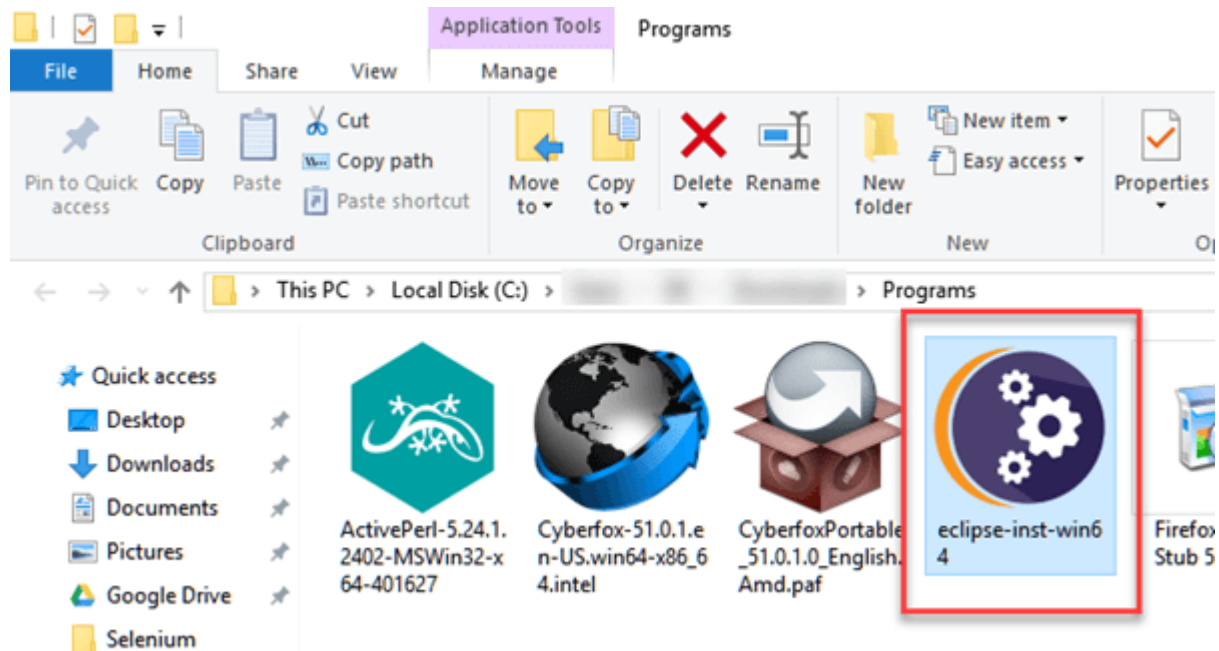 Application Tools Programs
File Home Share View Manage
Pin to Quick access
Copy
Paste
Cut
Copy path
Paste shortcut
Clipboard
Move to
Copy to
Delete
Rename
Organize
New folder
New item
Easy access
New
Properties
This PC > Local Disk (C:) > > Programs
Quick access
Desktop
Downloads
Documents
Pictures
Google Drive
Selenium
ActivePerl-5.24.1.
2402-MSWin32-x
64-401627
Cyberfox-51.0.1.e
n-US.win64-x86_6
4.intel
CyberfoxPortable
_51.0.1.0_English.
Amd.paf
eclipse-inst-win6
4
Firefox
Stub 5